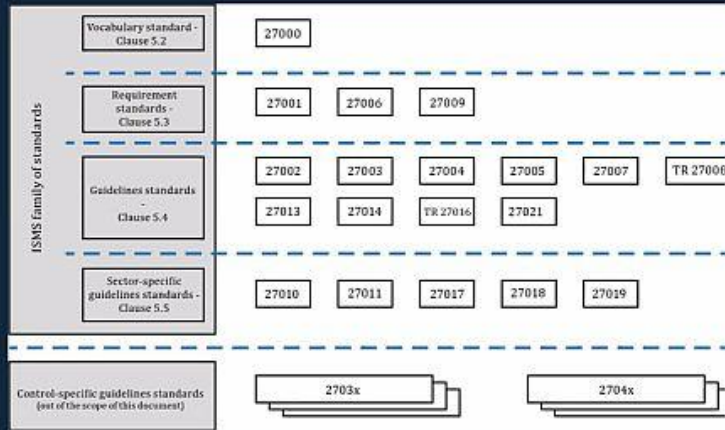 Vocabulary standard -
Clause 5.2
27000
Requirement
standards -
Clause 5.3
27001 27006 27009
ISMS family of standards
Guidelines standards
-
Clause 5.4
27002 27003 27004 27005 27007 TR 27008
27013 27014 TR 27016 27021
Sector-specific
guidelines standards -
Clause 5.5
27010 27011 27017 27018 27019
Control-specific guidelines standards
(out of the scope of this document)
2703x 2704x